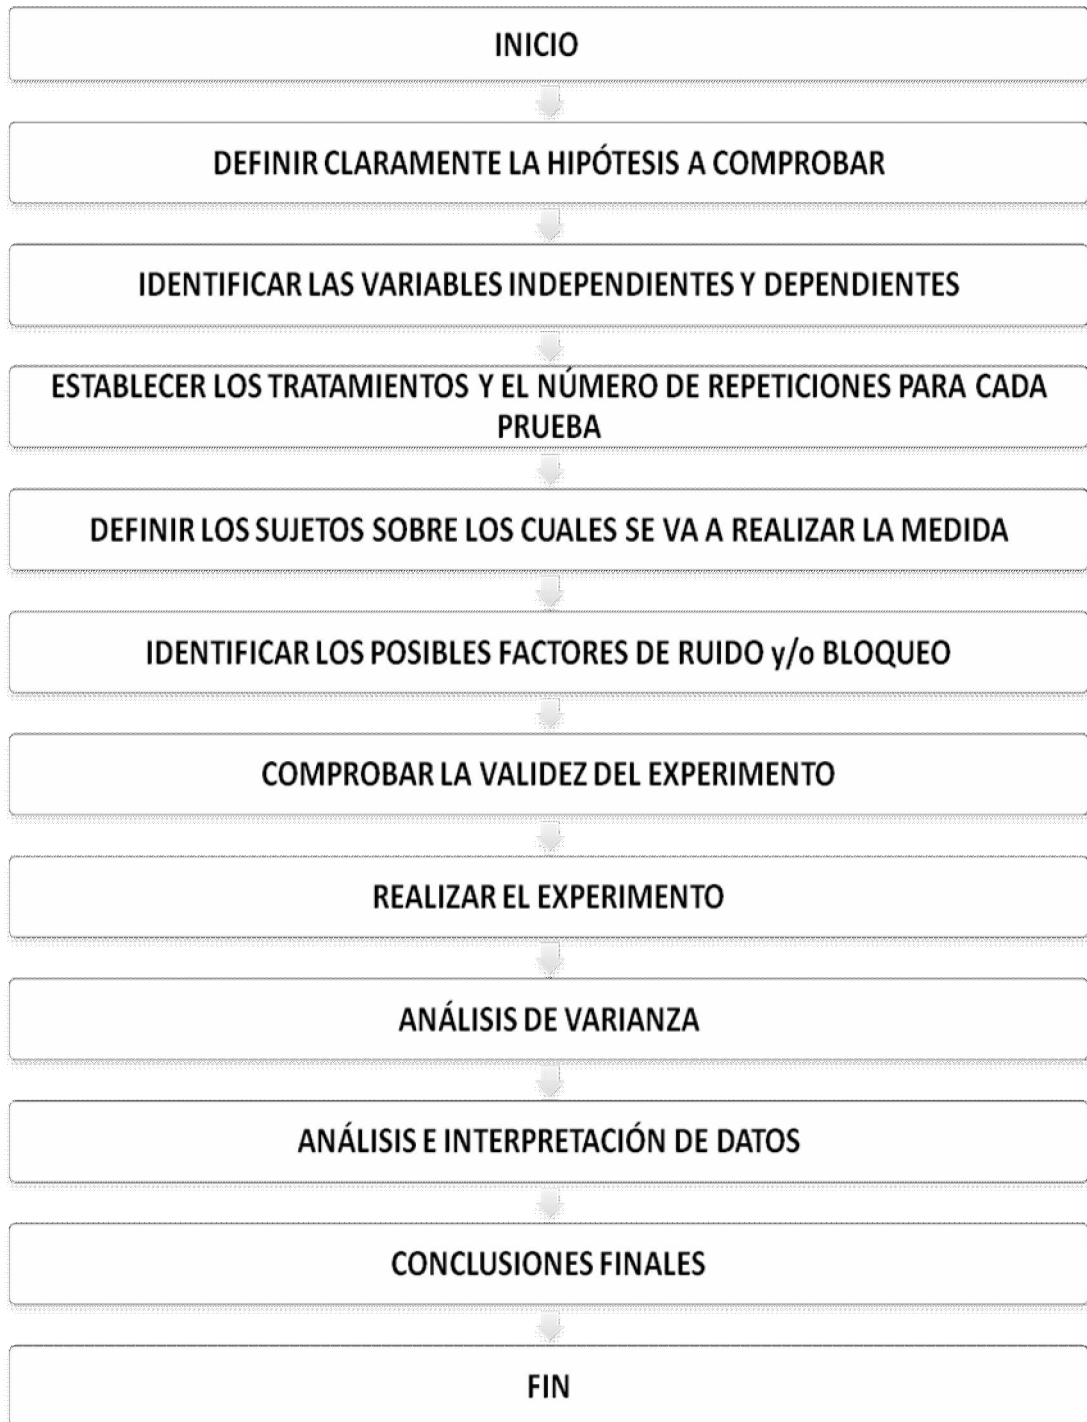 INICIO
DEFINIR CLARAMENTE LA HIPÓTESIS A COMPROBAR
IDENTIFICAR LAS VARIABLES INDEPENDIENTES Y DEPENDIENTES
ESTABLECER LOS TRATAMIENTOS Y EL NÚMERO DE REPETICIONES PARA CADA
PRUEBA
DEFINIR LOS SUJETOS SOBRE LOS CUALES SE VA A REALIZAR LA MEDIDA
IDENTIFICAR LOS POSIBLES FACTORES DE RUIDO y/o BLOQUEO
COMPROBAR LA VALIDEZ DEL EXPERIMENTO
REALIZAR EL EXPERIMENTO
ANÁLISIS DE VARIANZA
ANÁLISIS E INTERPRETACIÓN DE DATOS
CONCLUSIONES FINALES
FIN